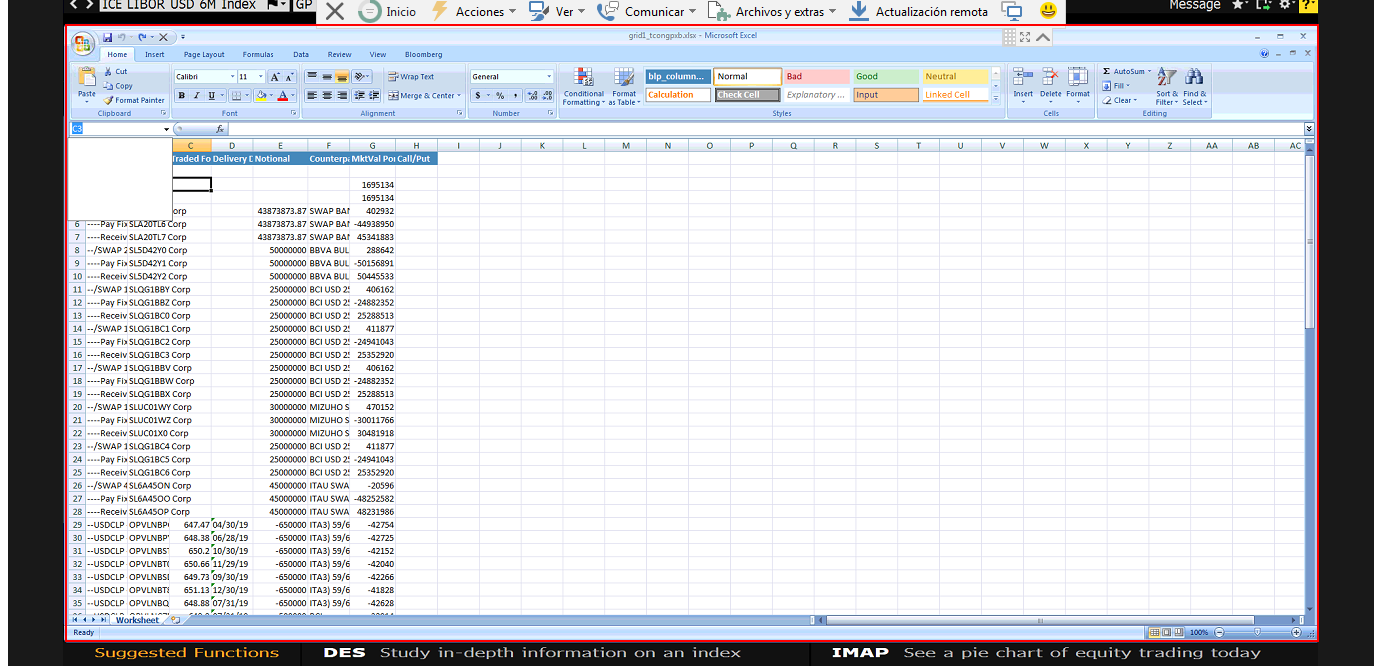 ICE LIBOR USD 6M Index GP Inicio Acciones Ver Comunicar Archivos y extras Actualización remota Message
grid1_tcongpxb.xlsx - Microsoft Excel
Home Insert Page Layout Formulas Data Review View Bloomberg
Paste Cut Copy Format Painter Clipboard
Calibri 11 B I U Font
Wrap Text Merge & Center Alignment
General $ % , Number
Conditional Formatting Format as Table
blp_column... Normal Bad Good Neutral
Calculation Check Cell Explanatory ... Input Linked Cell
Styles
Insert Delete Format Cells
Σ AutoSum Fill Clear Sort & Filter Find & Select Editing
C3 fx
C D E F G H I J K L M N O P Q R S T U V W X Y Z AA AB AC
Traded Fo Delivery D Notional Counterpa MktVal Por Call/Put
1695134
1695134
orp 43873873.87 SWAP BAN 402932
6 ----Pay Fix SLA20TL6 Corp 43873873.87 SWAP BAN -44938950
7 ----Receiv SLA20TL7 Corp 43873873.87 SWAP BAN 45341883
8 --/SWAP 2 SL5D42Y0 Corp 50000000 BBVA BUL 288642
9 ----Pay Fix SL5D42Y1 Corp 50000000 BBVA BUL -50156891
10 ----Receiv SL5D42Y2 Corp 50000000 BBVA BUL 50445533
11 --/SWAP 1 SLQG1BBY Corp 25000000 BCI USD 25 406162
12 ----Pay Fix SLQG1BBZ Corp 25000000 BCI USD 25 -24882352
13 ----Receiv SLQG1BC0 Corp 25000000 BCI USD 25 25288513
14 --/SWAP 1 SLQG1BC1 Corp 25000000 BCI USD 25 411877
15 ----Pay Fix SLQG1BC2 Corp 25000000 BCI USD 25 -24941043
16 ----Receiv SLQG1BC3 Corp 25000000 BCI USD 25 25352920
17 --/SWAP 1 SLQG1BBV Corp 25000000 BCI USD 25 406162
18 ----Pay Fix SLQG1BBW Corp 25000000 BCI USD 25 -24882352
19 ----Receiv SLQG1BBX Corp 25000000 BCI USD 25 25288513
20 --/SWAP 1 SLUC01WY Corp 30000000 MIZUHO S 470152
21 ----Pay Fix SLUC01WZ Corp 30000000 MIZUHO S -30011766
22 ----Receiv SLUC01X0 Corp 30000000 MIZUHO S 30481918
23 --/SWAP 1 SLQG1BC4 Corp 25000000 BCI USD 25 411877
24 ----Pay Fix SLQG1BC5 Corp 25000000 BCI USD 25 -24941043
25 ----Receiv SLQG1BC6 Corp 25000000 BCI USD 25 25352920
26 --/SWAP 4 SL6A45ON Corp 45000000 ITAU SWA -20596
27 ----Pay Fix SL6A45OO Corp 45000000 ITAU SWA -48252582
28 ----Receiv SL6A45OP Corp 45000000 ITAU SWA 48231986
29 --USDCLP OPVLNBP 647.47 04/30/19 -650000 ITA3) 59/6 -42754
30 --USDCLP OPVLNBP 648.38 06/28/19 -650000 ITA3) 59/6 -42725
31 --USDCLP OPVLNBS 650.2 10/30/19 -650000 ITA3) 59/6 -42152
32 --USDCLP OPVLNBT 650.66 11/29/19 -650000 ITA3) 59/6 -42040
33 --USDCLP OPVLNBS 649.73 09/30/19 -650000 ITA3) 59/6 -42266
34 --USDCLP OPVLNBT 651.13 12/30/19 -650000 ITA3) 59/6 -41828
35 --USDCLP OPVLNBQ 648.88 07/31/19 -650000 ITA3) 59/6 -42628
Worksheet
Ready 100%
Suggested Functions DES Study in-depth information on an index IMAP See a pie chart of equity trading today